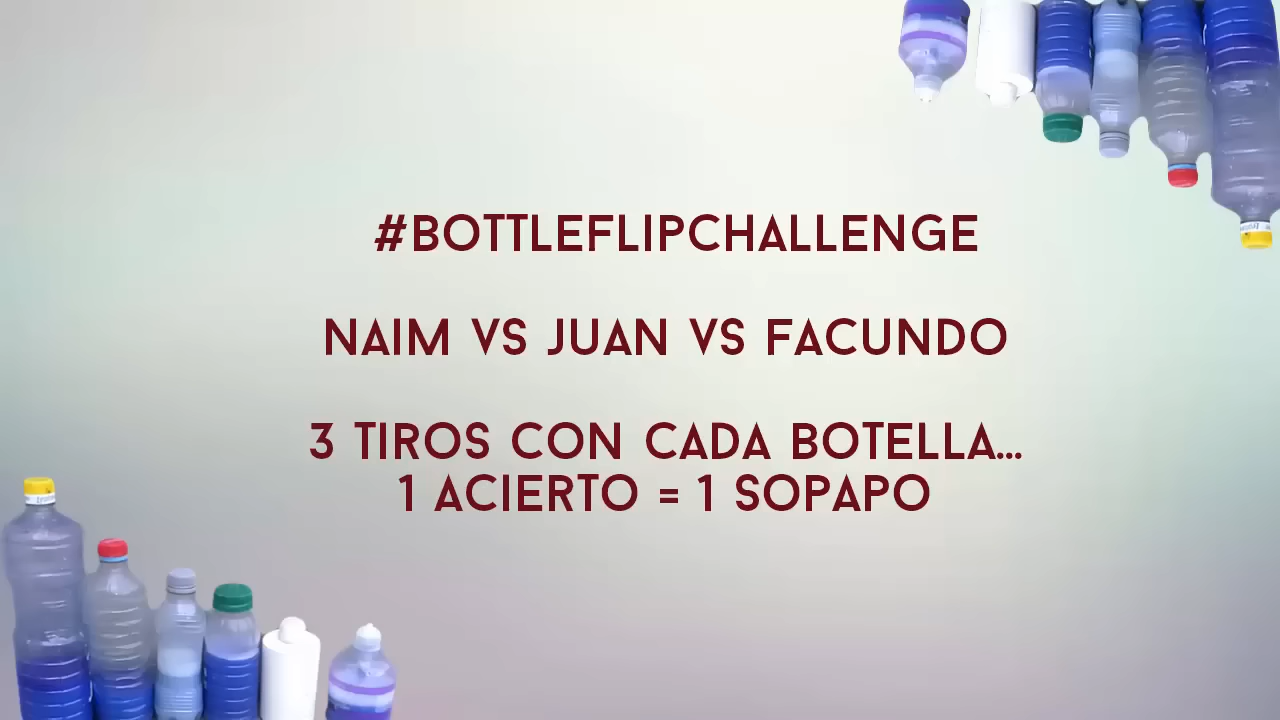 #BOTTLEFLIPCHALLENGE
NAIM VS JUAN VS FACUNDO
3 TIROS CON CADA BOTELLA...
1 ACIERTO = 1 SOPAPO